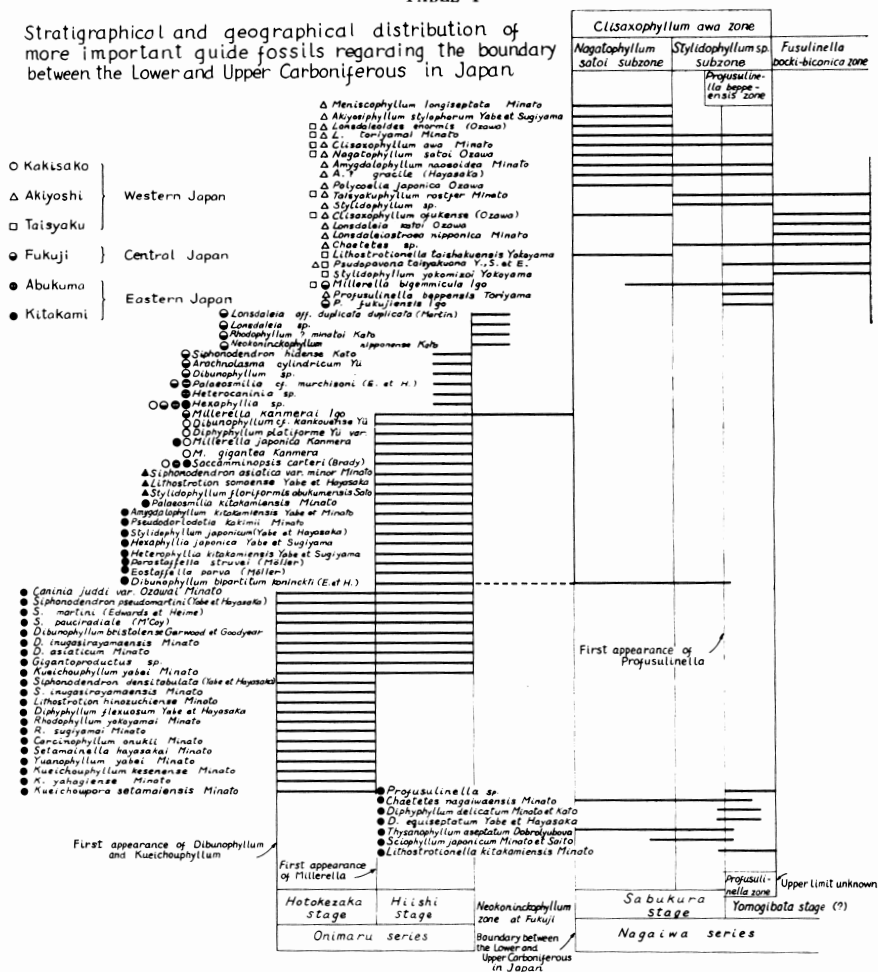 Stratigraphical and geographical distribution of
more important guide fossils regarding the boundary
between the Lower and Upper Carboniferous in Japan
Clisaxophyllum awa zone
Nagatophyllum
satoi subzone
Stylidophyllum sp.
subzone
Fusulinella
bocki-biconica zone
Profusuline-
lla beppe-
ensis zone
○ Kakisako
△ Akiyoshi
□ Taisyaku
Western Japan
Fukuji
Central Japan
Abukuma
● Kitakami
Eastern Japan
△ Meniscophyllum longiseptata Minato
△ Akiyosiphyllum stylophorum Yabe et Sugiyama
□ △ Lonsdaleoides enormis (Ozawa)
□ △ L. toriyamai Minato
□ △ Clisaxophyllum awa Minato
□ △ Nagatophyllum satoi Ozawa
△ Amygdalophyllum naosoidea Minato
△ A. ? gracile (Hayasaka)
△ Polycoelia japonica Ozawa
□ △ Taisyakuphyllum rostfer Minato
△ Stylidophyllum sp.
□ △ Clisaxophyllum ofukense (Ozawa)
△ Lonsdaleia katoi Ozawa
△ Lonsdaleiastraea nipponica Minato
△ Chaetetes sp.
□ Lithostrotionella taishakuensis Yokoyama
△ □ Pseudopavona taisyakuana Y., S. et E.
□ Stylidophyllum yokomizoi Yokoyama
□ Millerella bigemmicula Igo
△ Profusulinella beppensis Toriyama
P. fukujiensis Igo
Lonsdaleia aff. duplicata duplicata (Martin)
Lonsdaleia sp.
Rhodophyllum ? minatoi Kato
Neokoninckophyllum nipponense Kato
Siphonodendron hidense Kato
Arachnolasma cylindricum Yü
Dibunophyllum sp.
Palaeosmilia cf. murchisoni (E. et H.)
Heterocaninia sp.
○ ● Hexaphyllia sp.
Millerella kanmerai Igo
○ Dibunophyllum cf. kankouense Yü
○ Diphyphyllum platiforme Yü var.
● ○ Millerella japonica Kanmera
○ M. gigantea Kanmera
○ ● Saccamminopsis carteri (Brady)
▲ Siphonodendron asiatica var. minor Minato
▲ Lithostrotion somoense Yabe et Hayasaka
▲ Stylidophyllum floriformis abukumensis Sato
● Palaeosmilia kitakamiensis Minato
● Amygdalophyllum kitakamiensis Yabe et Minato
● Pseudodorlodotia kakimii Minato
● Stylidophyllum japonicum (Yabe et Hayasaka)
● Hexaphyllia japonica Yabe et Sugiyama
● Heterophyllia kitakamiensis Yabe et Sugiyama
● Parastaffella struvei (Möller)
● Eostaffella parva (Möller)
● Dibunophyllum bipartitum konincki (E. et H.)
● Caninia juddi var. Ozawai Minato
● Siphonodendron pseudomartini (Yabe et Hayasaka)
● S. martini (Edwards et Heime)
● S. pauciradiale (M'Coy)
● Dibunophyllum bristolense Garwood et Goodyear
● D. inugasirayamaensis Minato
● D. asiaticum Minato
● Gigantoproductus sp.
● Kueichouphyllum yabei Minato
● Siphonodendron densitabulata (Yabe et Hayasaka)
● S. inugasirayamaensis Minato
● Lithostrotion hinozuchiense Minato
● Diphyphyllum flexuosum Yabe et Hayasaka
● Rhodophyllum yokoyamai Minato
● R. sugiyamai Minato
● Carcinophyllum onukii Minato
● Setamainella hayasakai Minato
● Yuanophyllum yabei Minato
● Kueichouphyllum kesenense Minato
● K. yahagiense Minato
● Kueichoupora setamaiensis Minato
First appearance of
Profusulinella
● Profusulinella sp.
● Chaetetes nagaiwaensis Minato
● Diphyphyllum delicatum Minato et Kato
● D. equiseptatum Yabe et Hayasaka
● Thysanophyllum aseptatum Dobrolyubova
● Sciophyllum japonicum Minato et Saito
● Lithostrotionella kitakamiensis Minato
First appearance of Dibunophyllum
and Kueichouphyllum
First appearance
of Millerella
Profusuli-
nella zone
Upper limit unknown
Hotokezaka
stage
Hiishi
stage
Neokoninckophyllum
zone at Fukuji
Sabukura
stage
Yomogibata stage (?)
Onimaru series
Boundary between
the Lower and
Upper Carboniferous
in Japan
Nagaiwa series